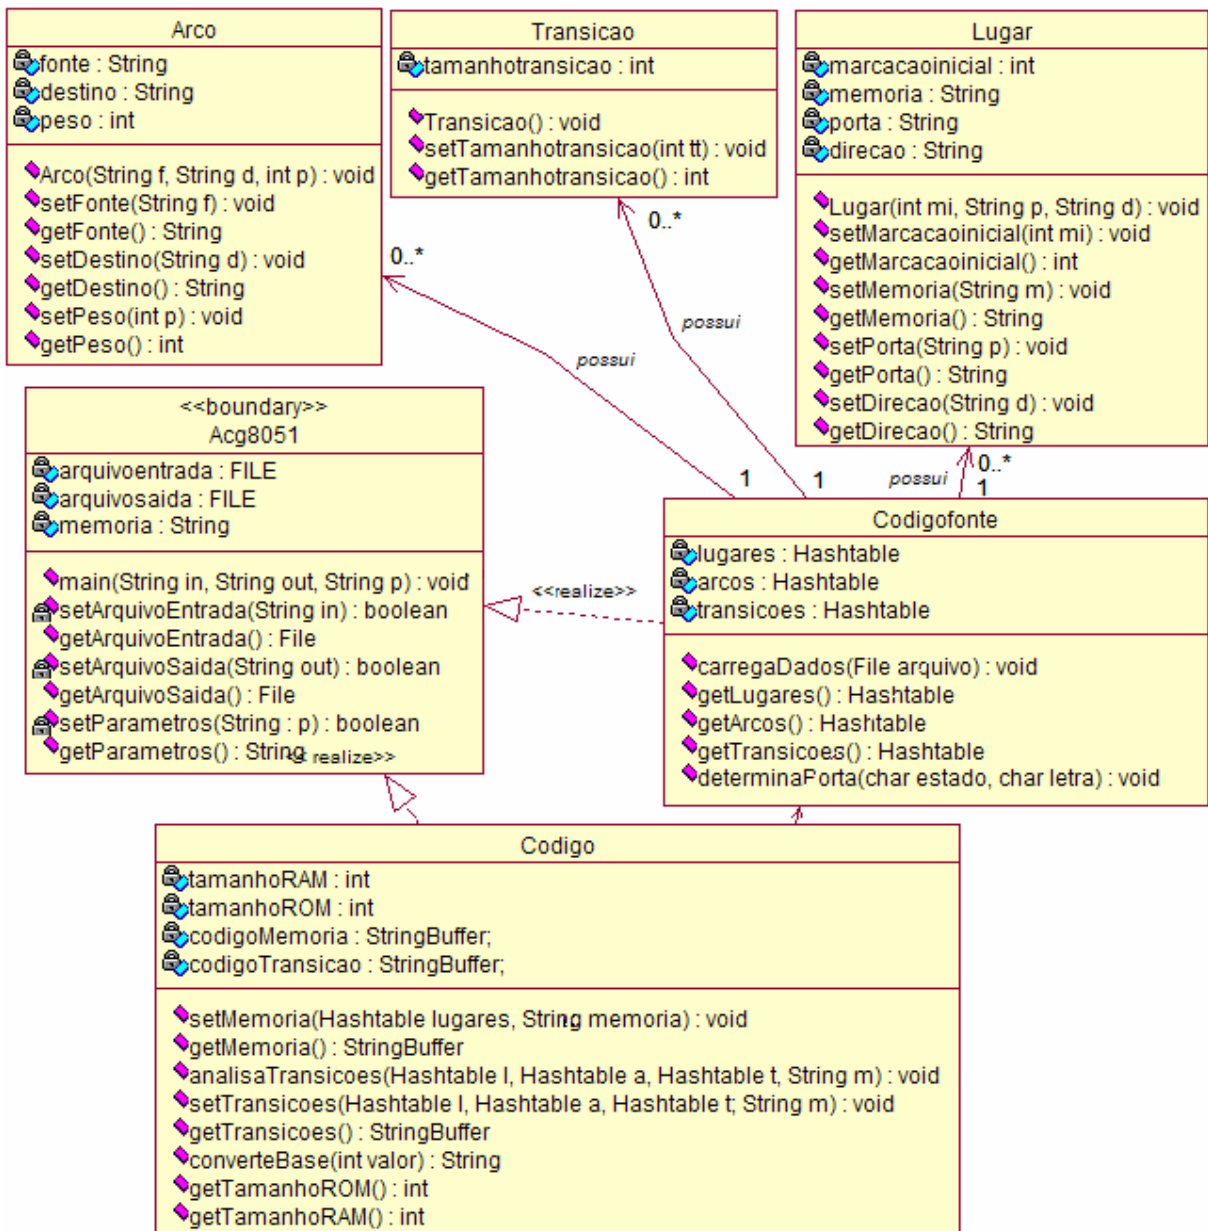 Arco
fonte : String
destino : String
peso : int
Arco(String f, String d, int p) : void
setFonte(String f) : void
getFonte() : String
setDestino(String d) : void
getDestino() : String
setPeso(int p) : void
getPeso() : int
Transicao
tamanhotransicao : int
Transicao() : void
setTamanhotransicao(int tt) : void
getTamanhotransicao() : int
Lugar
marcacaoinicial : int
memoria : String
porta : String
direcao : String
Lugar(int mi, String p, String d) : void
setMarcacaoinicial(int mi) : void
getMarcacaoinicial() : int
setMemoria(String m) : void
getMemoria() : String
setPorta(String p) : void
getPorta() : String
setDirecao(String d) : void
getDirecao() : String
0..*
0..*
possui
possui
possui
0..*
1
1
1
<<boundary>>
Acg8051
arquivoentrada : FILE
arquivosaida : FILE
memoria : String
main(String in, String out, String p) : void
setArquivoEntrada(String in) : boolean
getArquivoEntrada() : File
setArquivoSaida(String out) : boolean
getArquivoSaida() : File
setParametros(String : p) : boolean
getParametros() : String
<<realize>>
<< realize>>
Codigofonte
lugares : Hashtable
arcos : Hashtable
transicoes : Hashtable
carregaDados(File arquivo) : void
getLugares() : Hashtable
getArcos() : Hashtable
getTransicoes() : Hashtable
determinaPorta(char estado, char letra) : void
Codigo
tamanhoRAM : int
tamanhoROM : int
codigoMemoria : StringBuffer;
codigoTransicao : StringBuffer;
setMemoria(Hashtable lugares, String memoria) : void
getMemoria() : StringBuffer
analisaTransicoes(Hashtable l, Hashtable a, Hashtable t, String m) : void
setTransicoes(Hashtable l, Hashtable a, Hashtable t; String m) : void
getTransicoes() : StringBuffer
converteBase(int valor) : String
getTamanhoROM() : int
getTamanhoRAM() : int